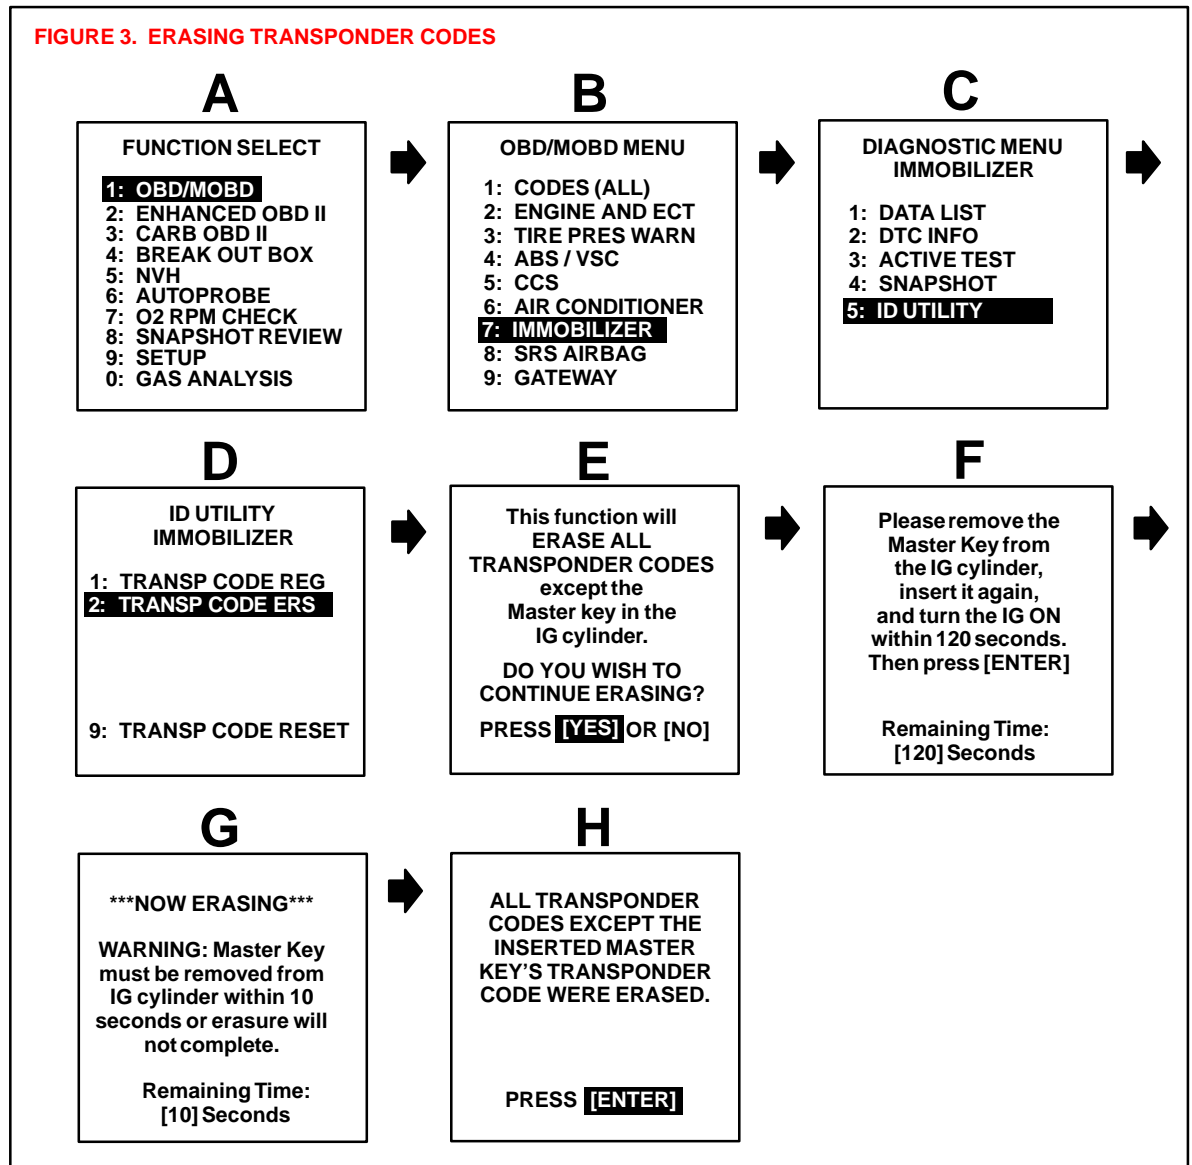 FIGURE 3. ERASING TRANSPONDER CODES
A
FUNCTION SELECT
1: OBD/MOBD
2: ENHANCED OBD II
3: CARB OBD II
4: BREAK OUT BOX
5: NVH
6: AUTOPROBE
7: O2 RPM CHECK
8: SNAPSHOT REVIEW
9: SETUP
0: GAS ANALYSIS
B
OBD/MOBD MENU
1: CODES (ALL)
2: ENGINE AND ECT
3: TIRE PRES WARN
4: ABS / VSC
5: CCS
6: AIR CONDITIONER
7: IMMOBILIZER
8: SRS AIRBAG
9: GATEWAY
C
DIAGNOSTIC MENU
IMMOBILIZER
1: DATA LIST
2: DTC INFO
3: ACTIVE TEST
4: SNAPSHOT
5: ID UTILITY
D
ID UTILITY
IMMOBILIZER
1: TRANSP CODE REG
2: TRANSP CODE ERS
9: TRANSP CODE RESET
E
This function will
ERASE ALL
TRANSPONDER CODES
except the
Master key in the
IG cylinder.
DO YOU WISH TO
CONTINUE ERASING?
PRESS [YES] OR [NO]
F
Please remove the
Master Key from
the IG cylinder,
insert it again,
and turn the IG ON
within 120 seconds.
Then press [ENTER]
Remaining Time:
[120] Seconds
G
***NOW ERASING***
WARNING: Master Key
must be removed from
IG cylinder within 10
seconds or erasure will
not complete.
Remaining Time:
[10] Seconds
H
ALL TRANSPONDER
CODES EXCEPT THE
INSERTED MASTER
KEY'S TRANSPONDER
CODE WERE ERASED.
PRESS [ENTER]